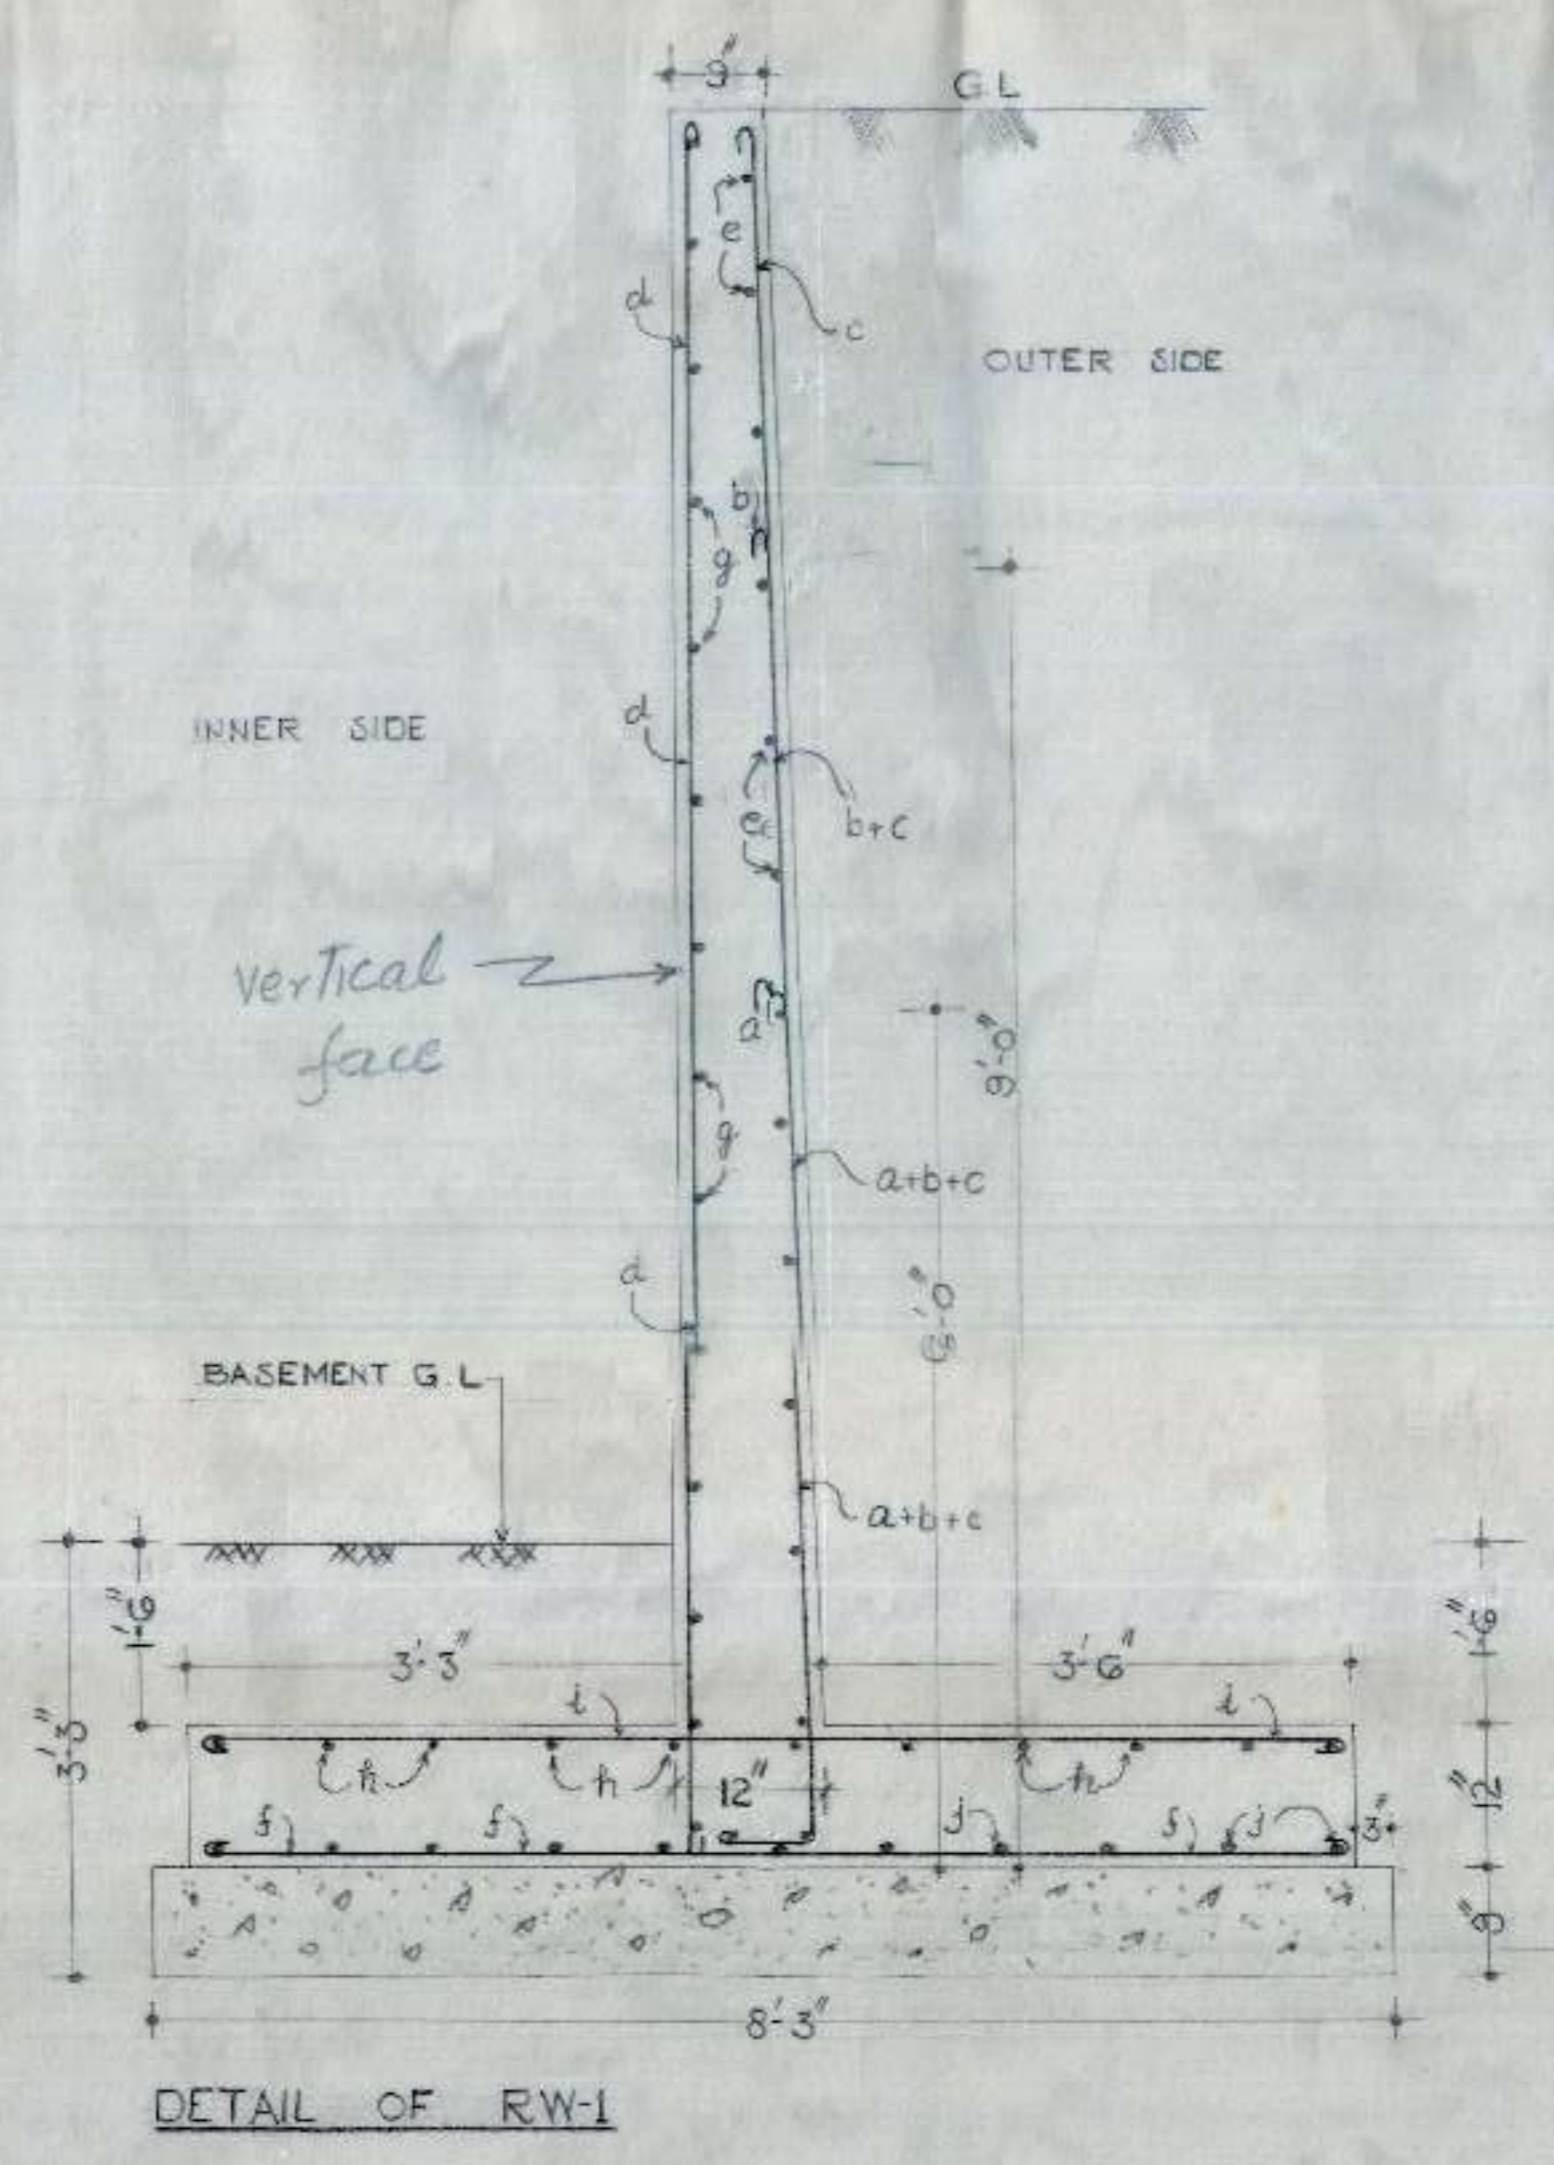 9"
G.L
e
d
c
OUTER SIDE
b
g
INNER SIDE
d
e
b+c
vertical
face
a
9'-0"
g
a+b+c
d
6'-0"
BASEMENT G.L
a+b+c
1'-6"
1'-6"
3'-3"
3'-6"
i
i
3'-3"
h
h
12"
h
12"
f
f
j
f
j
3"
9"
8'-3"
DETAIL OF RW-1